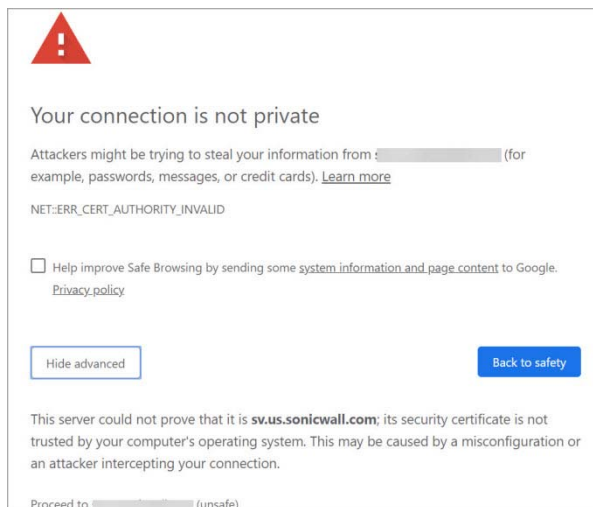 Your connection is not private
Attackers might be trying to steal your information from (for
example, passwords, messages, or credit cards). Learn more
NET::ERR_CERT_AUTHORITY_INVALID
Help improve Safe Browsing by sending some system information and page content to Google.
Privacy policy
Hide advanced
Back to safety
This server could not prove that it is sv.us.sonicwall.com; its security certificate is not
trusted by your computer's operating system. This may be caused by a misconfiguration or
an attacker intercepting your connection.
Proceed to (unsafe)